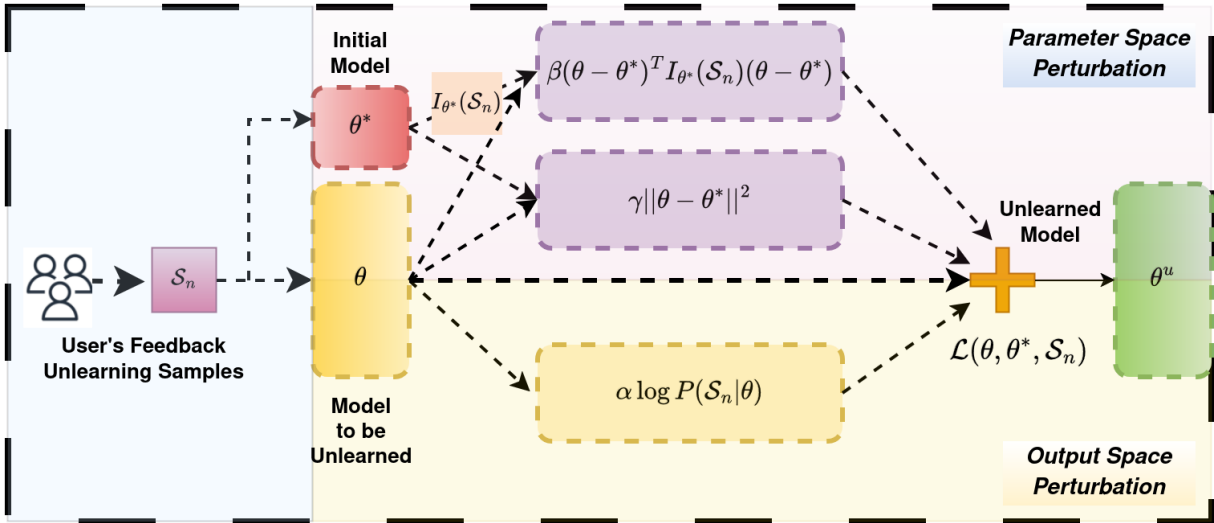 Initial
Model
Parameter Space
Perturbation
θ*
I_{θ*}(𝒮_n)
β(θ − θ*)^T I_{θ*}(𝒮_n)(θ − θ*)
γ||θ − θ*||²
Unlearned
Model
𝒮_n
θ
θ^u
User's Feedback
Unlearning Samples
ℒ(θ, θ*, 𝒮_n)
α log P(𝒮_n|θ)
Model
to be
Unlearned
Output Space
Perturbation